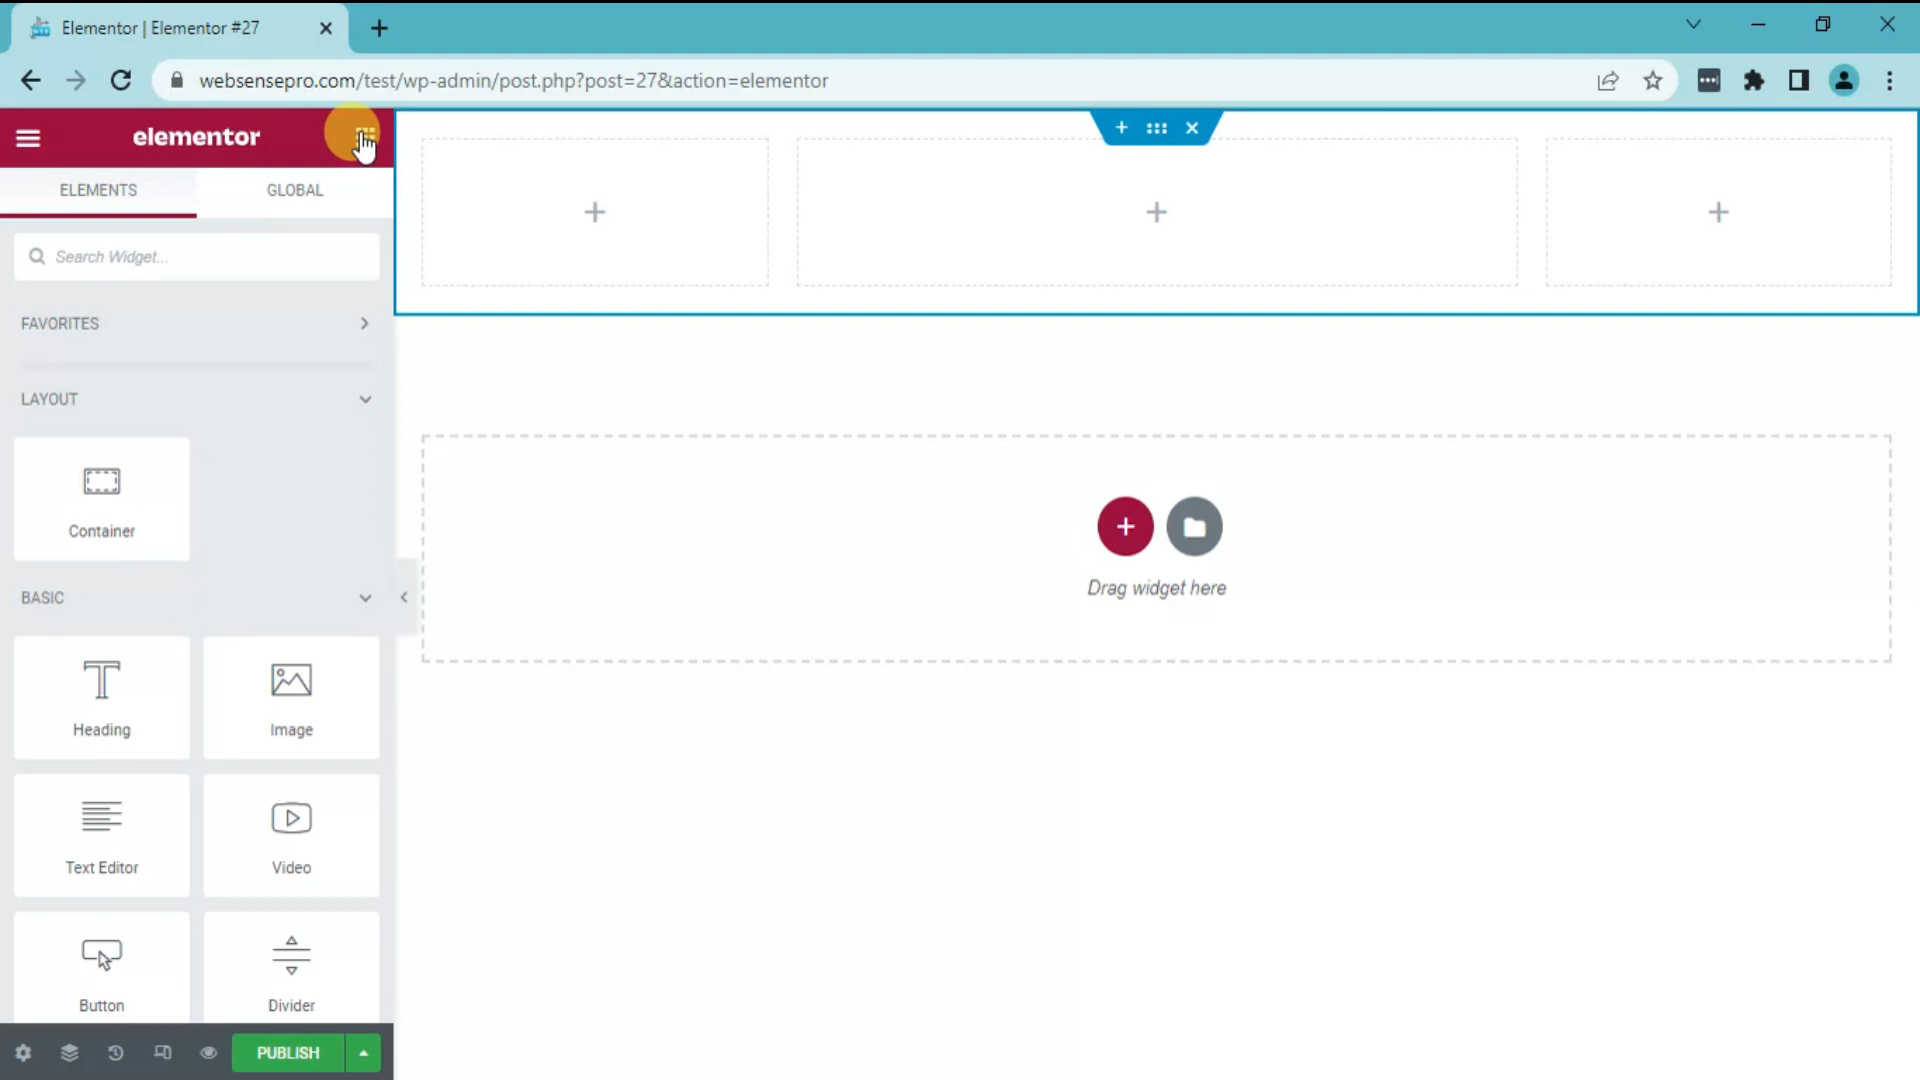 Elementor | Elementor #27
websensepro.com/test/wp-admin/post.php?post=27&action=elementor
elementor
ELEMENTS
GLOBAL
Search Widget...
FAVORITES
LAYOUT
Container
BASIC
Heading
Image
Drag widget here
Text Editor
Video
Button
Divider
PUBLISH